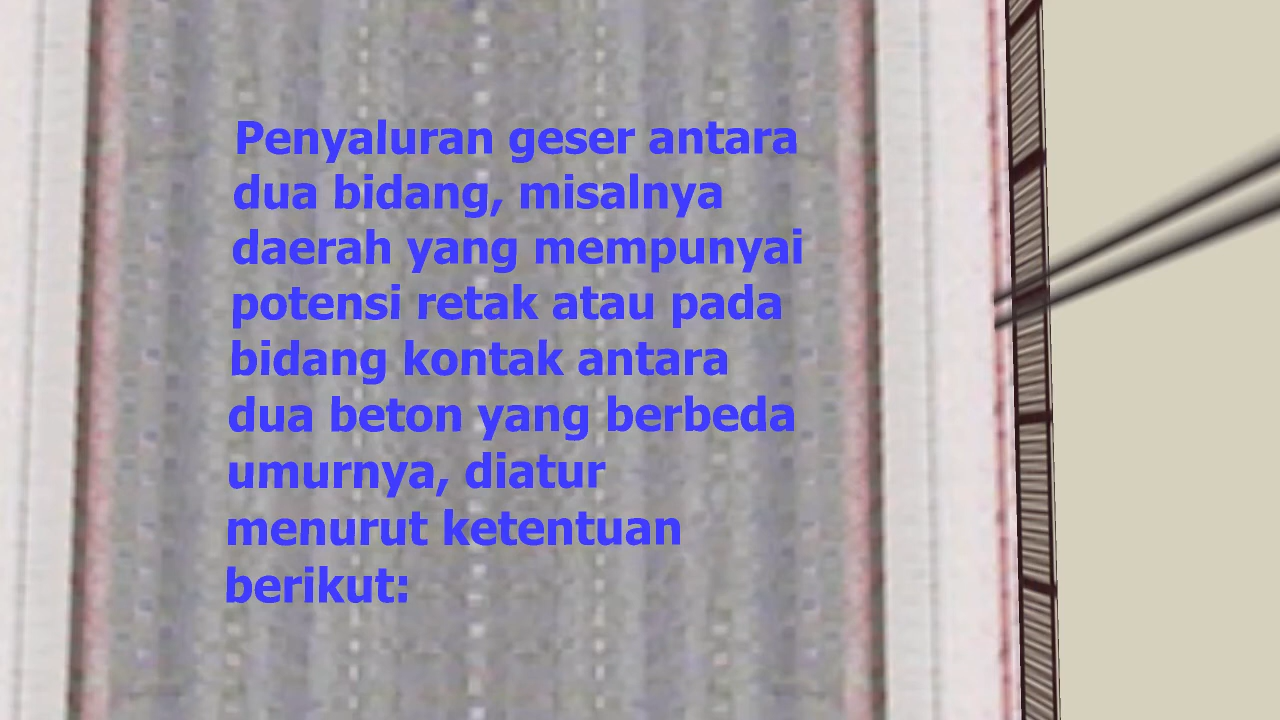 Penyaluran geser antara
dua bidang, misalnya
daerah yang mempunyai
potensi retak atau pada
bidang kontak antara
dua beton yang berbeda
umurnya, diatur
menurut ketentuan
berikut: